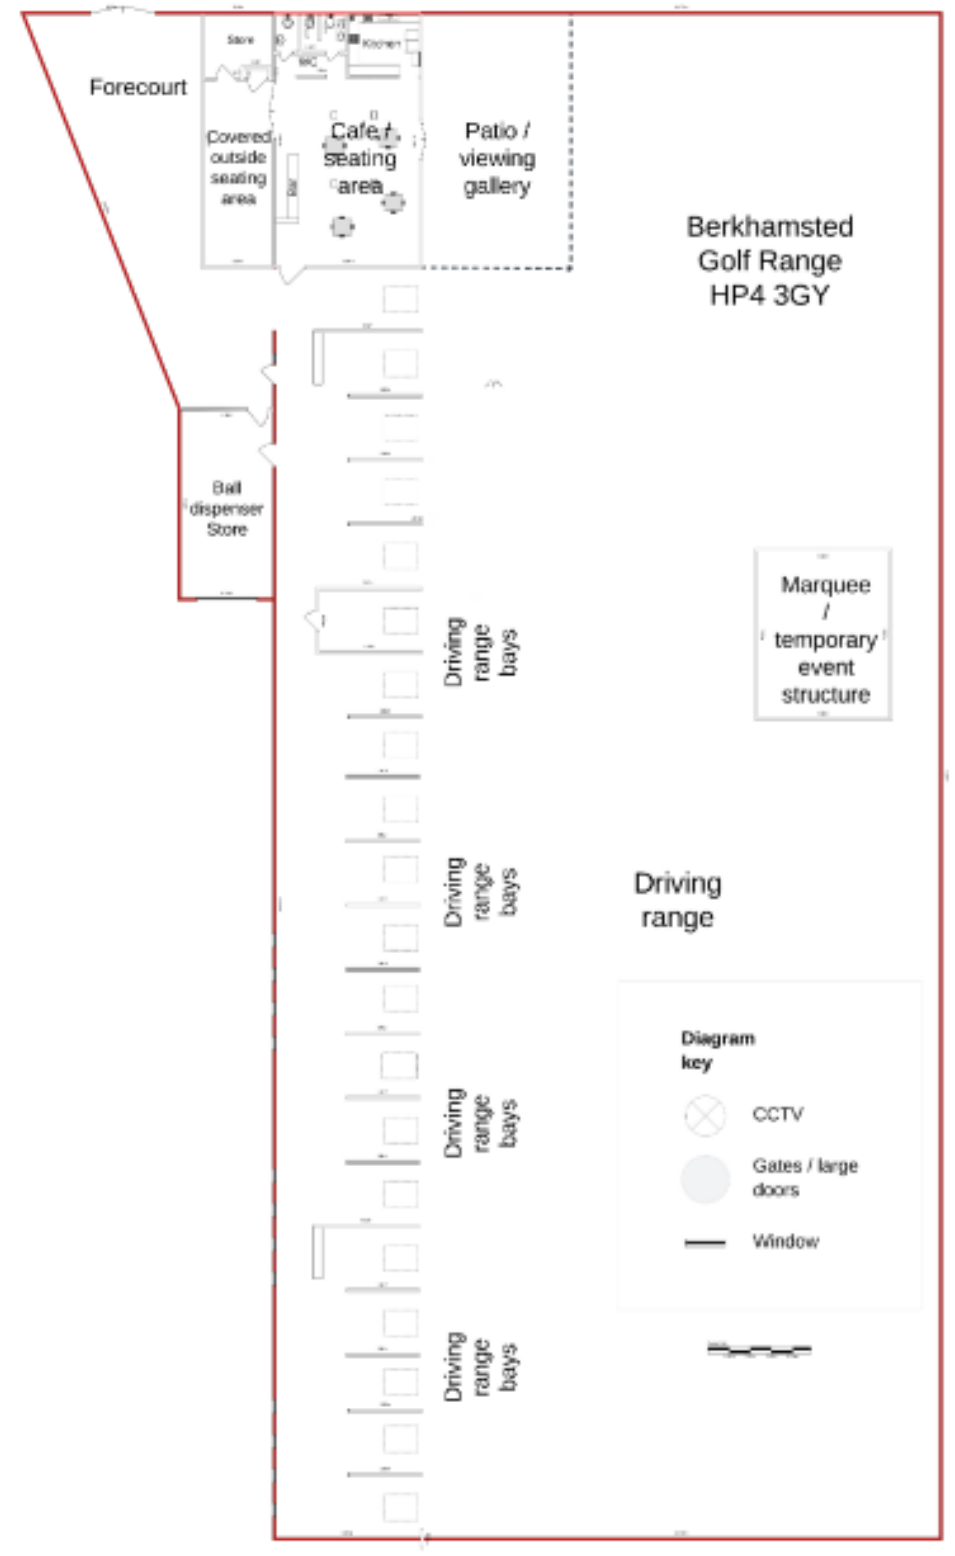 Store
Kitchen
WC
Forecourt
Covered
outside
seating
area
Cafe /
seating
area
Bar
Patio /
viewing
gallery
Berkhamsted
Golf Range
HP4 3GY
Ball
dispenser
Store
Marquee
/
temporary
event
structure
Driving
range
bays
Driving
range
bays
Driving
range
Diagram
key
CCTV
Gates / large
doors
Window
Driving
range
bays
Driving
range
bays